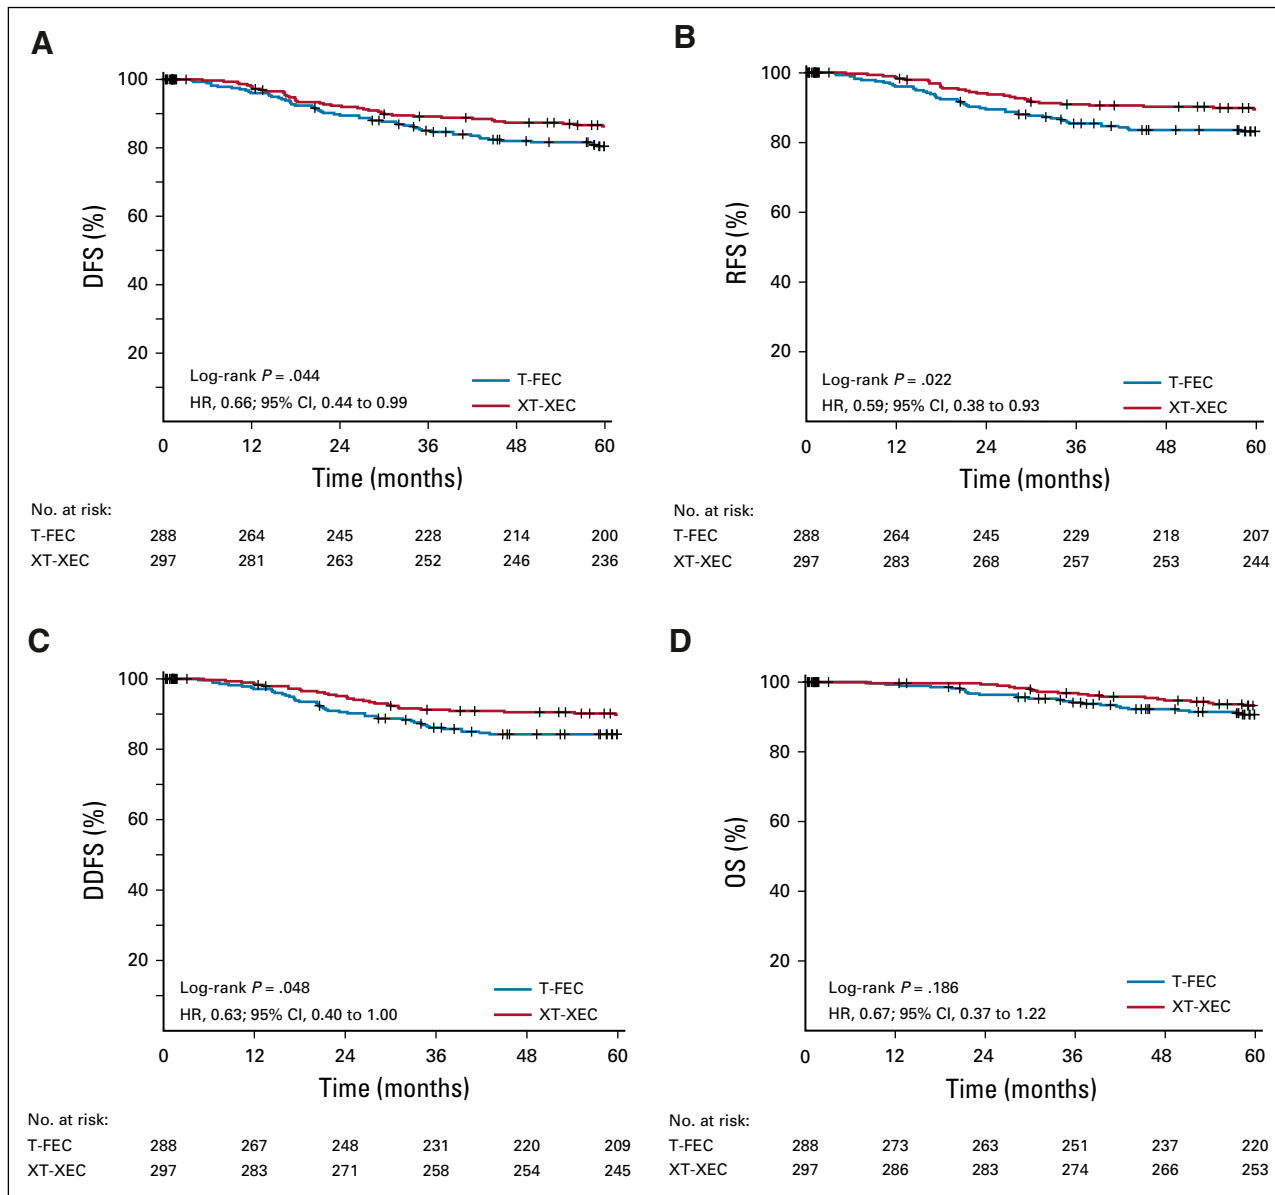 A
100
80
60
40
20
DFS (%)
Log-rank P = .044
HR, 0.66; 95% CI, 0.44 to 0.99
T-FEC
XT-XEC
0 12 24 36 48 60
Time (months)
No. at risk:
T-FEC 288 264 245 228 214 200
XT-XEC 297 281 263 252 246 236
B
100
80
60
40
20
RFS (%)
Log-rank P = .022
HR, 0.59; 95% CI, 0.38 to 0.93
T-FEC
XT-XEC
0 12 24 36 48 60
Time (months)
No. at risk:
T-FEC 288 264 245 229 218 207
XT-XEC 297 283 268 257 253 244
C
100
80
60
40
20
DDFS (%)
Log-rank P = .048
HR, 0.63; 95% CI, 0.40 to 1.00
T-FEC
XT-XEC
0 12 24 36 48 60
Time (months)
No. at risk:
T-FEC 288 267 248 231 220 209
XT-XEC 297 283 271 258 254 245
D
100
80
60
40
20
OS (%)
Log-rank P = .186
HR, 0.67; 95% CI, 0.37 to 1.22
T-FEC
XT-XEC
0 12 24 36 48 60
Time (months)
No. at risk:
T-FEC 288 273 263 251 237 220
XT-XEC 297 286 283 274 266 253